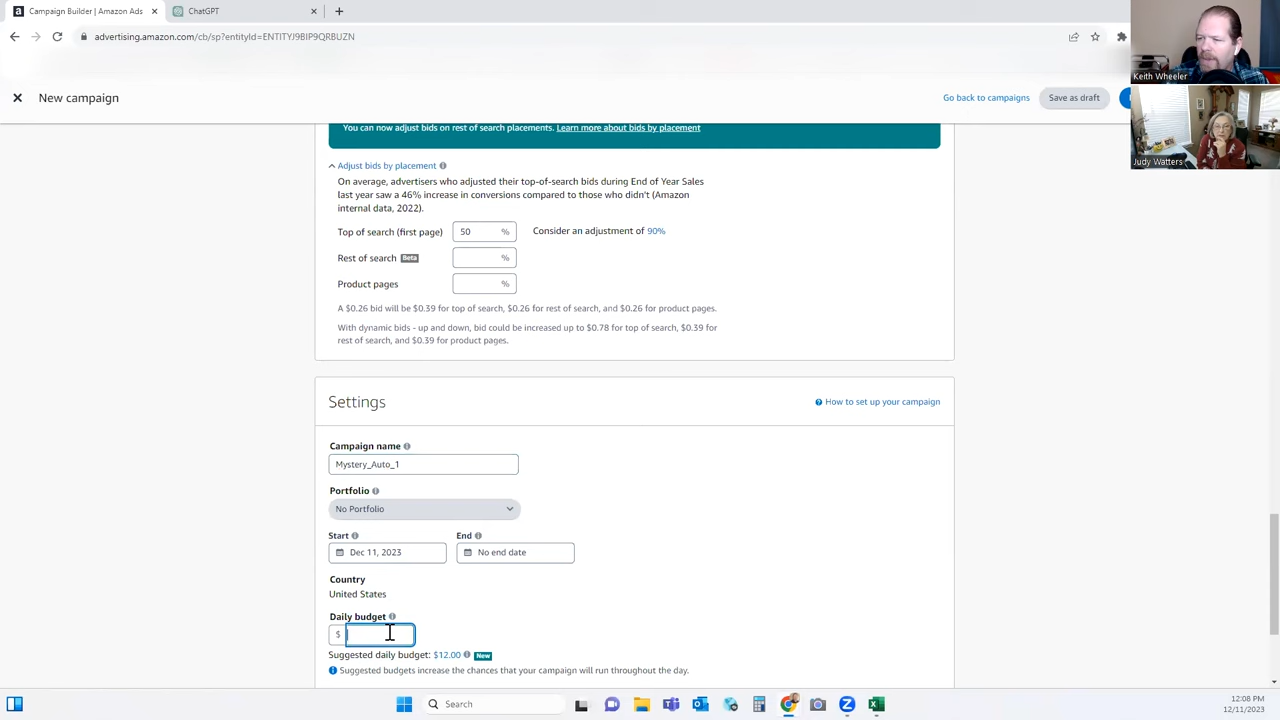 Campaign Builder | Amazon Ads
ChatGPT
advertising.amazon.com/cb/sp?entityId=ENTITYJ9BIP9QRBUZN
Keith Wheeler
New campaign
Go back to campaigns
Save as draft
Judy Watters
You can now adjust bids on rest of search placements. Learn more about bids by placement
Adjust bids by placement
On average, advertisers who adjusted their top-of-search bids during End of Year Sales
last year saw a 46% increase in conversions compared to those who didn't (Amazon
internal data, 2022).
Top of search (first page) 50 % Consider an adjustment of 90%
Rest of search Beta %
Product pages %
A $0.26 bid will be $0.39 for top of search, $0.26 for rest of search, and $0.26 for product pages.
With dynamic bids - up and down, bid could be increased up to $0.78 for top of search, $0.39 for
rest of search, and $0.39 for product pages.
Settings
How to set up your campaign
Campaign name
Mystery_Auto_1
Portfolio
No Portfolio
Start End
Dec 11, 2023 No end date
Country
United States
Daily budget
$
Suggested daily budget: $12.00 New
Suggested budgets increase the chances that your campaign will run throughout the day.
Search
12:08 PM
12/11/2023